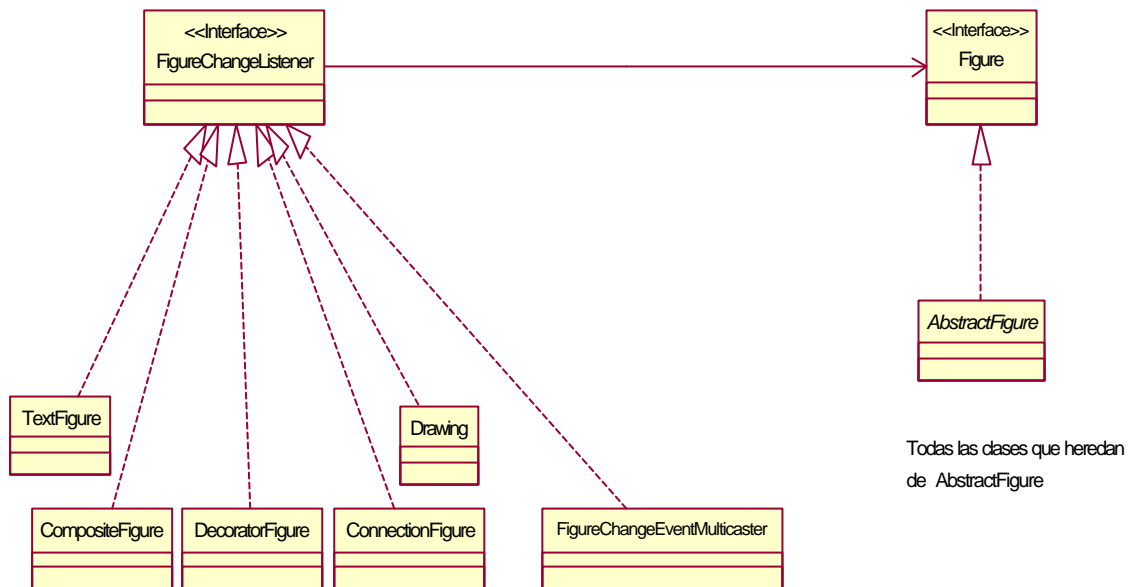 <<Interface>>
FigureChangeListener
<<Interface>>
Figure
AbstractFigure
TextFigure
Drawing
Todas las clases que heredan
de AbstractFigure
CompositeFigure
DecoratorFigure
ConnectionFigure
FigureChangeEventMulticaster